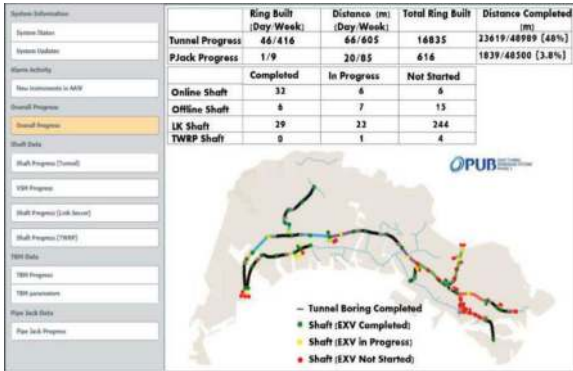 System Information
System Status
System Updates
Alarm Activity
New Instruments in AAW
Overall Progress
Overall Progress
Shaft Data
Shaft Progress (Tunnel)
VSM Progress
Shaft Progress (Link Sewer)
Shaft Progress (TWRP)
TBM Data
TBM Progress
TBM parameters
Pipe Jack Data
Pipe Jack Progress
Ring Built (Day/Week) Distance (m) (Day/Week) Total Ring Built Distance Completed (m)
Tunnel Progress 46/416 66/605 16835 23619/48989 [48%]
PJack Progress 1/9 20/85 616 1839/48500 [3.8%]
Completed In Progress Not Started
Online Shaft 32 6 6
Offline Shaft 6 7 15
LK Shaft 29 22 244
TWRP Shaft 0 1 4
PUB
Tunnel Boring Completed
Shaft (EXV Completed)
Shaft (EXV in Progress)
Shaft (EXV Not Started)